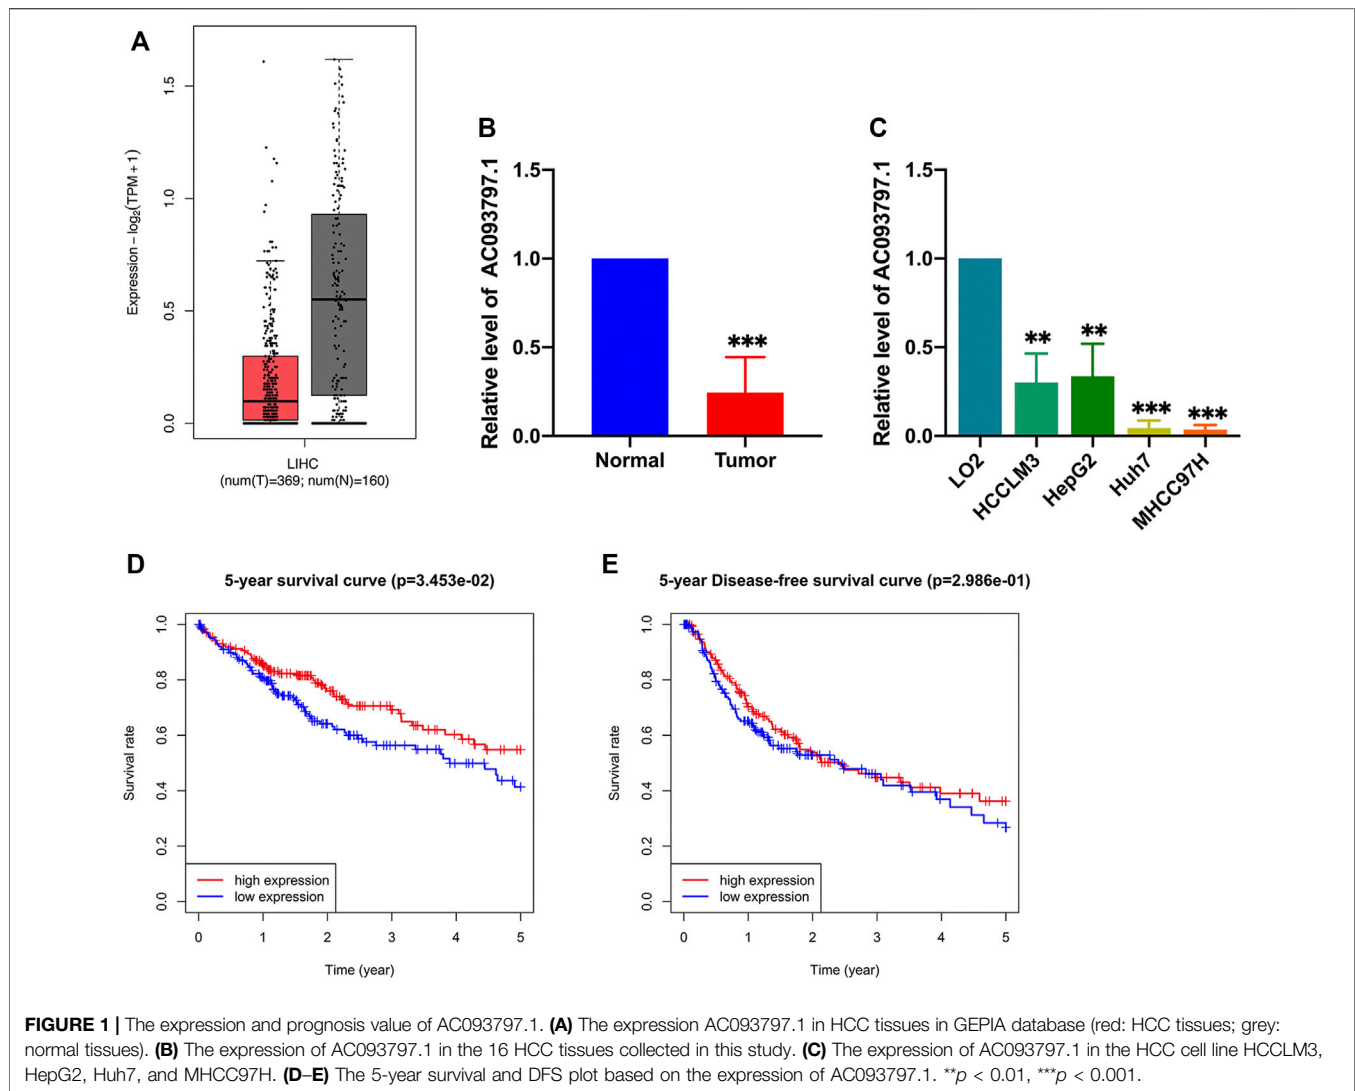 A
Expression – log₂(TPM + 1)
0.0
0.5
1.0
1.5
LIHC
(num(T)=369; num(N)=160)
B
Relative level of AC093797.1
1.5
1.0
0.5
0.0
***
Normal
Tumor
C
Relative level of AC093797.1
1.5
1.0
0.5
0.0
**
**
***
***
LO2
HCCLM3
HepG2
Huh7
MHCC97H
D
5-year survival curve (p=3.453e-02)
Survival rate
1.0
0.8
0.6
0.4
0.2
0.0
high expression
low expression
0 1 2 3 4 5
Time (year)
E
5-year Disease-free survival curve (p=2.986e-01)
Survival rate
1.0
0.8
0.6
0.4
0.2
0.0
high expression
low expression
0 1 2 3 4 5
Time (year)
FIGURE 1 | The expression and prognosis value of AC093797.1. (A) The expression AC093797.1 in HCC tissues in GEPIA database (red: HCC tissues; grey:
normal tissues). (B) The expression of AC093797.1 in the 16 HCC tissues collected in this study. (C) The expression of AC093797.1 in the HCC cell line HCCLM3,
HepG2, Huh7, and MHCC97H. (D–E) The 5-year survival and DFS plot based on the expression of AC093797.1. **p < 0.01, ***p < 0.001.